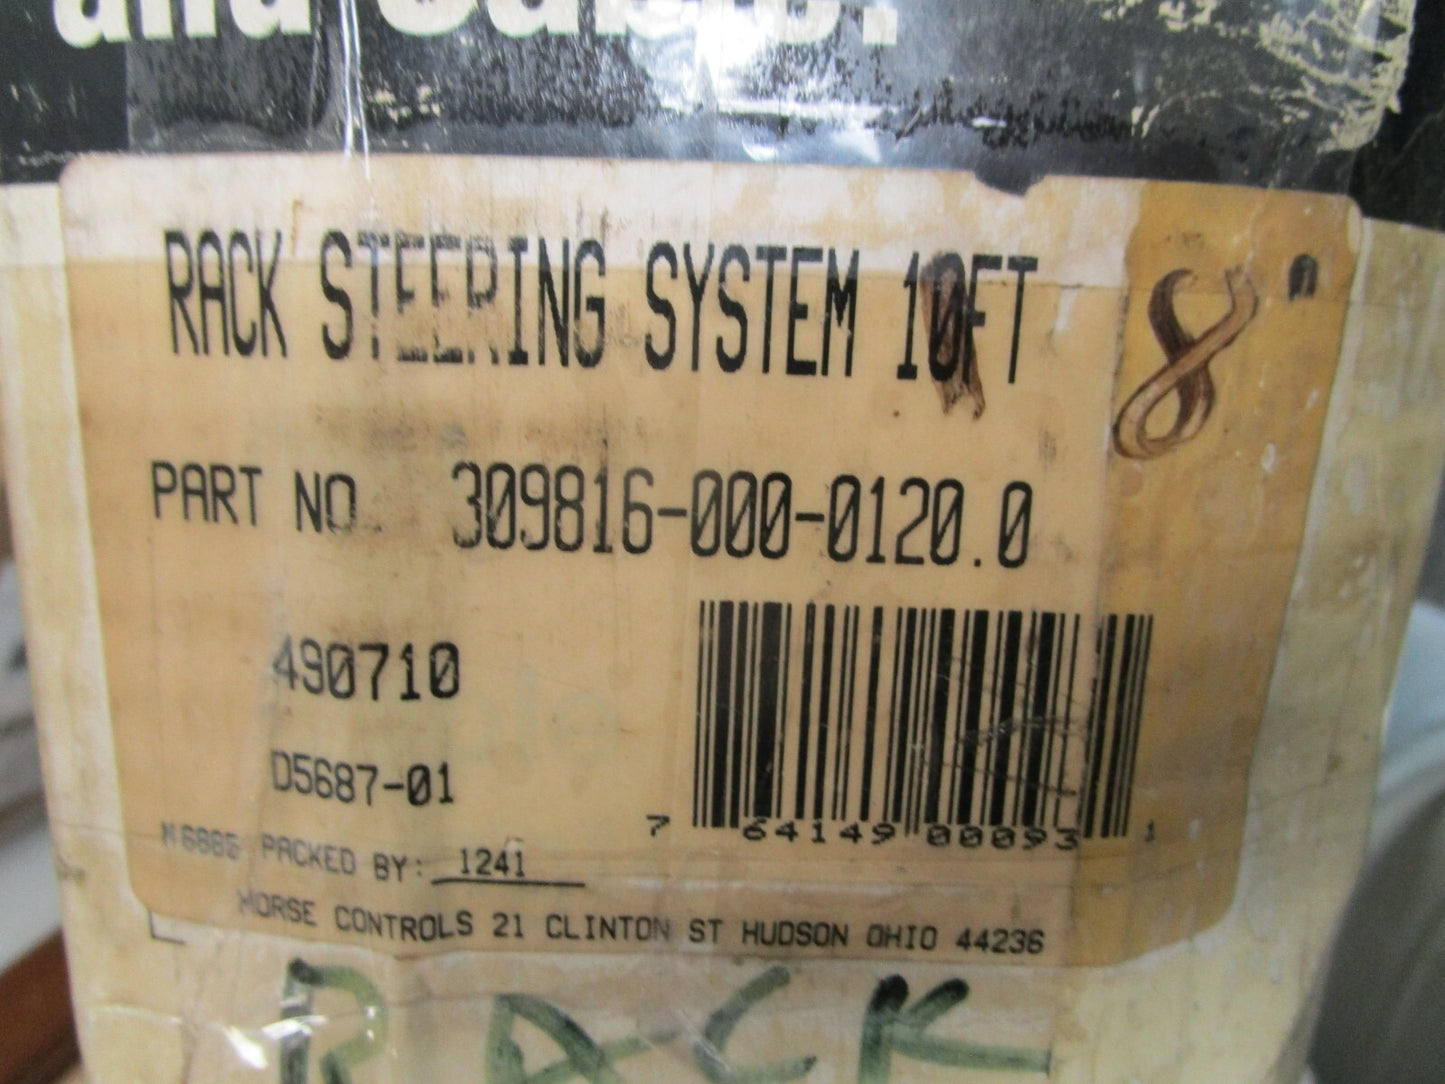 and
RACK STEERING SYSTEM 10FT 8"
PART NO. 309816-000-0120.0
490710
D5687-01
7 64149 00093 1
PACKED BY: 1241
MORSE CONTROLS 21 CLINTON ST HUDSON OHIO 44236
RACK